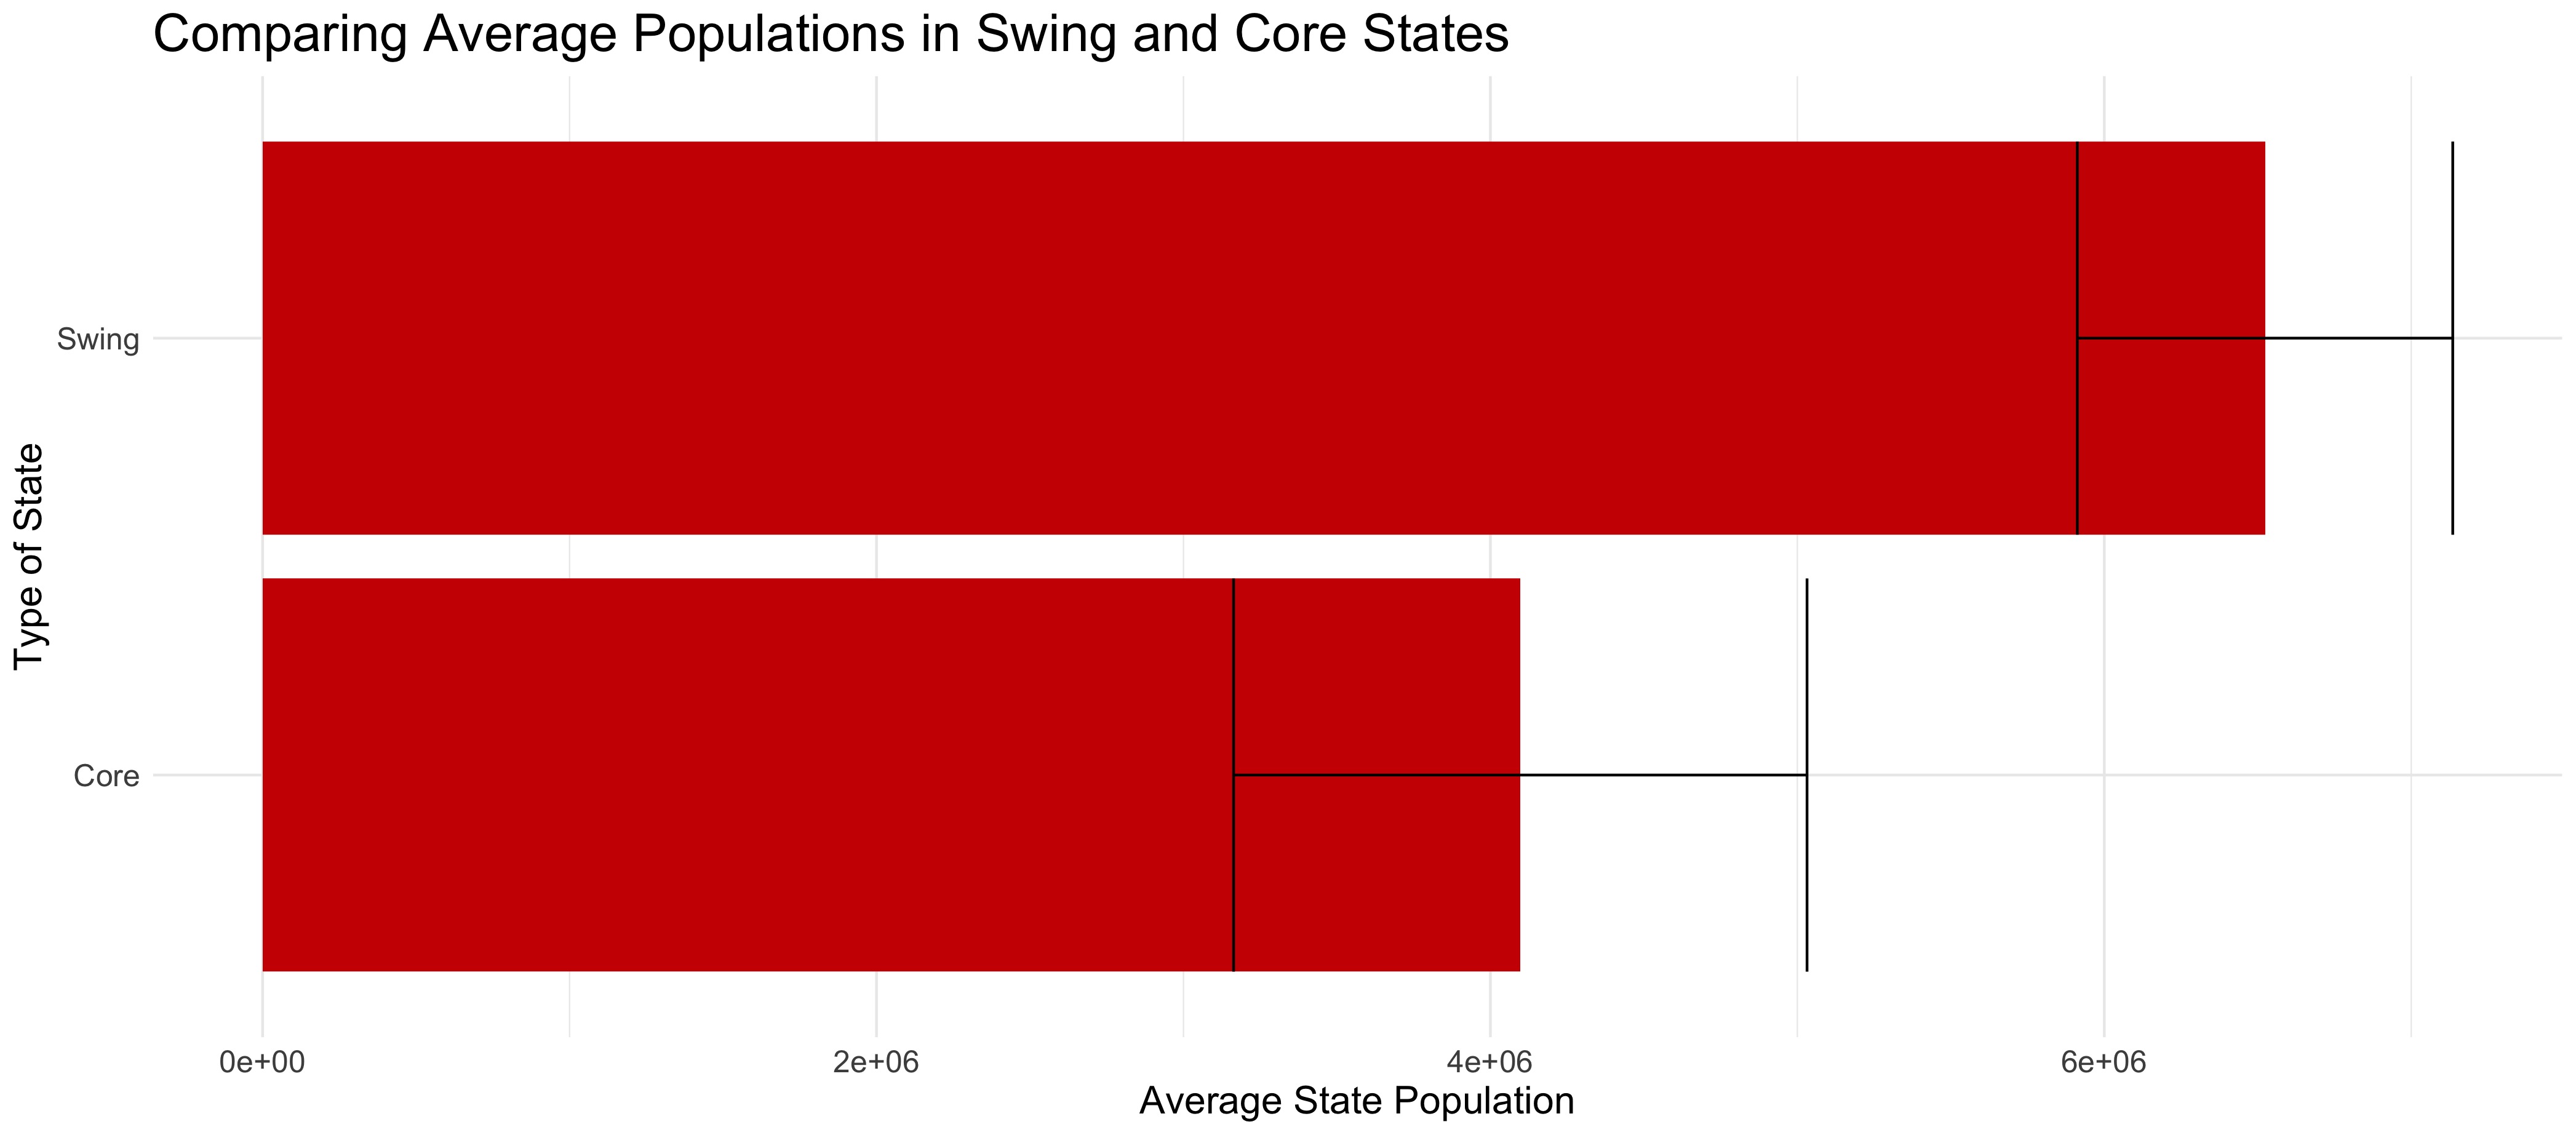 Comparing Average Populations in Swing and Core States
Type of State
Swing
Core
0e+00 2e+06 4e+06 6e+06
Average State Population